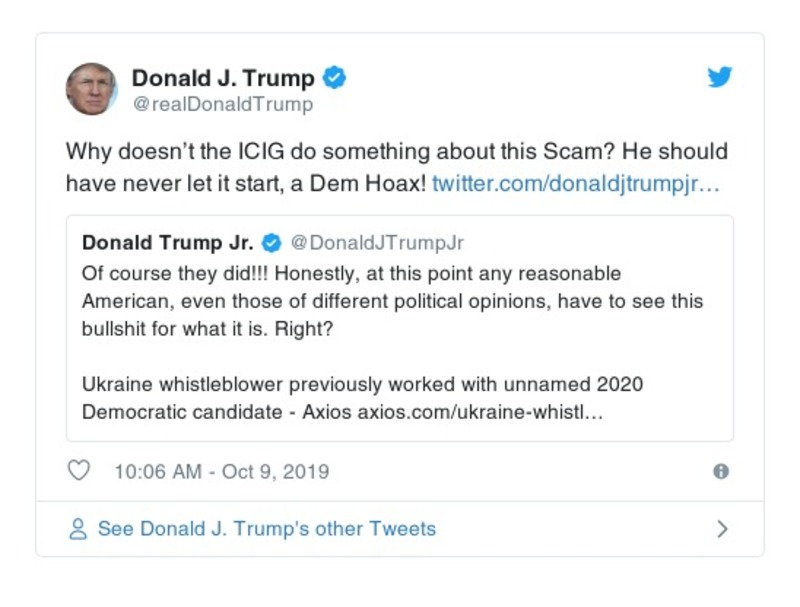 Donald J. Trump
@realDonaldTrump
Why doesn’t the ICIG do something about this Scam? He should
have never let it start, a Dem Hoax! twitter.com/donaldjtrumpjr…
Donald Trump Jr. @DonaldJTrumpJr
Of course they did!!! Honestly, at this point any reasonable
American, even those of different political opinions, have to see this
bullshit for what it is. Right?
Ukraine whistleblower previously worked with unnamed 2020
Democratic candidate - Axios axios.com/ukraine-whistl…
10:06 AM - Oct 9, 2019
See Donald J. Trump's other Tweets